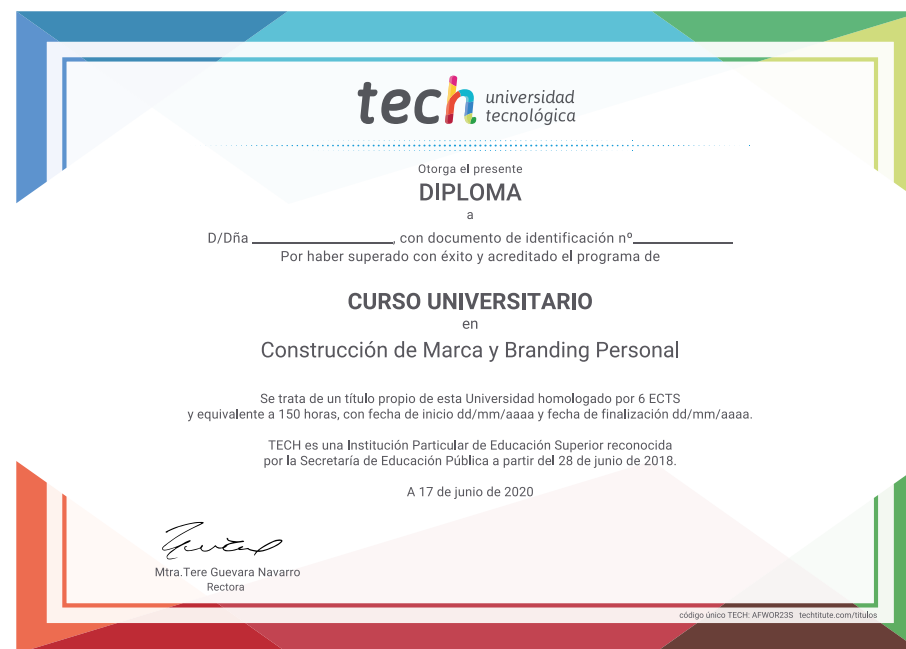 tech universidad
tecnológica
Otorga el presente
DIPLOMA
a
D/Dña ____________________, con documento de identificación nº______________
Por haber superado con éxito y acreditado el programa de
CURSO UNIVERSITARIO
en
Construcción de Marca y Branding Personal
Se trata de un título propio de esta Universidad homologado por 6 ECTS
y equivalente a 150 horas, con fecha de inicio dd/mm/aaaa y fecha de finalización dd/mm/aaaa.
TECH es una Institución Particular de Educación Superior reconocida
por la Secretaría de Educación Pública a partir del 28 de junio de 2018.
A 17 de junio de 2020
Mtra.Tere Guevara Navarro
Rectora
código único TECH: AFWOR23S techtitute.com/titulos